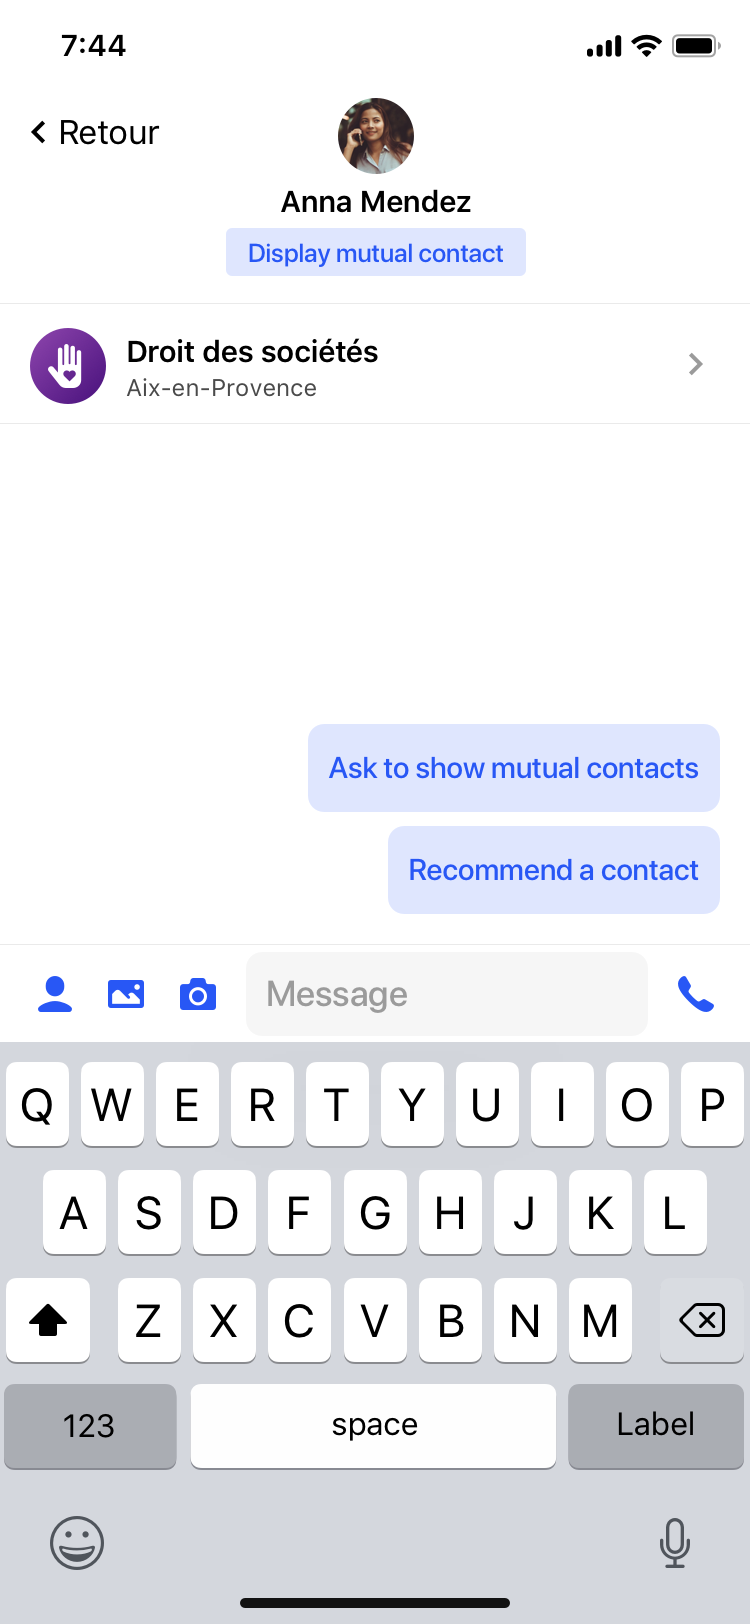 7:44
Retour
Anna Mendez
Display mutual contact
Droit des sociétés
Aix-en-Provence
Ask to show mutual contacts
Recommend a contact
Message
Q W E R T Y U I O P
A S D F G H J K L
Z X C V B N M
123 space Label